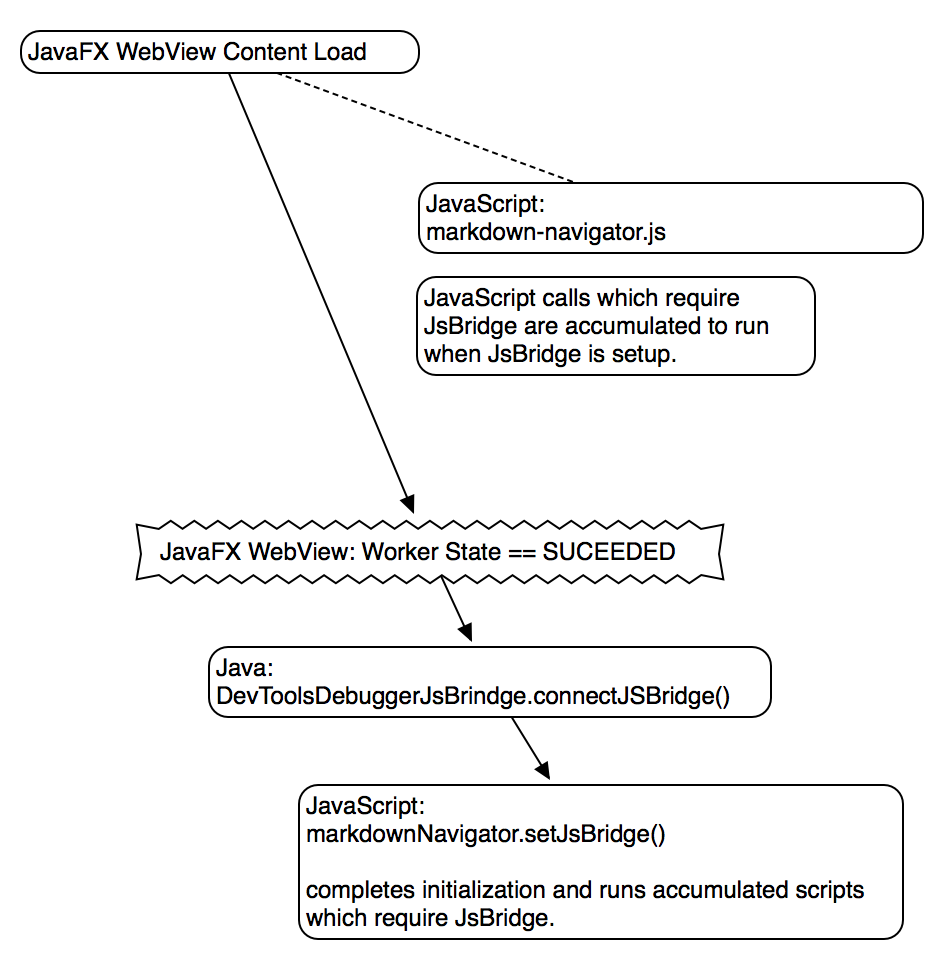 JavaFX WebView Content Load
JavaScript:
markdown-navigator.js
JavaScript calls which require
JsBridge are accumulated to run
when JsBridge is setup.
JavaFX WebView: Worker State == SUCEEDED
Java:
DevToolsDebuggerJsBrindge.connectJSBridge()
JavaScript:
markdownNavigator.setJsBridge()
completes initialization and runs accumulated scripts
which require JsBridge.